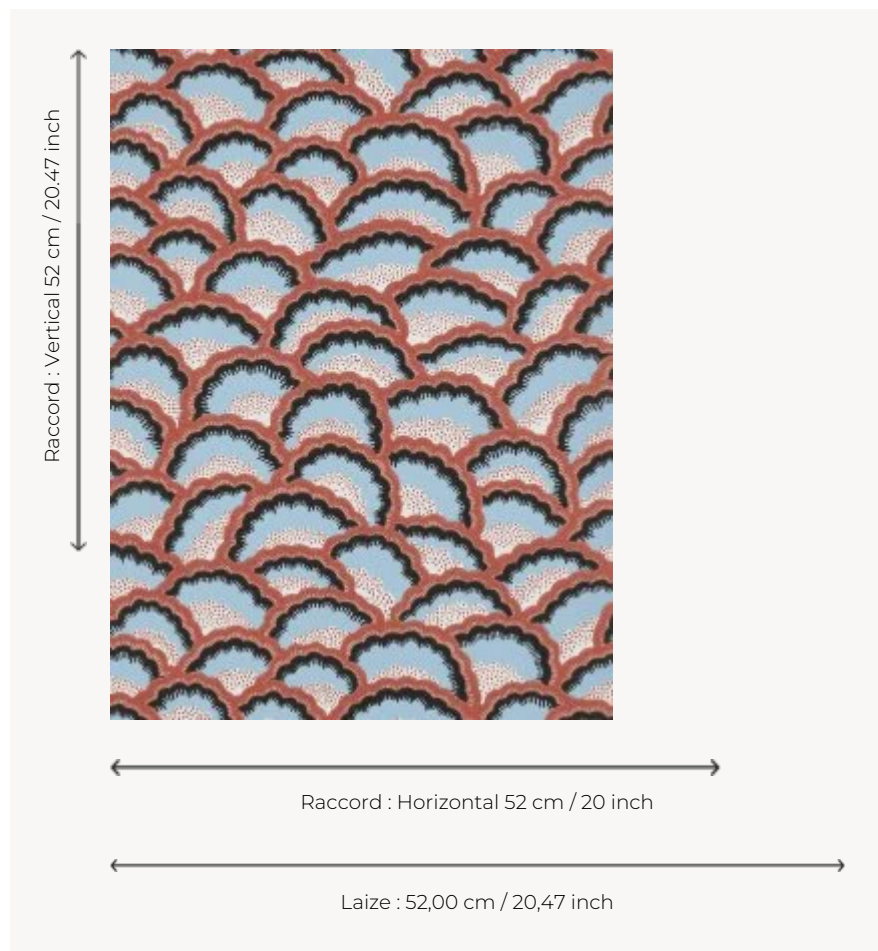 Raccord : Vertical 52 cm / 20.47 inch
Raccord : Horizontal 52 cm / 20 inch
Laize : 52,00 cm / 20,47 inch